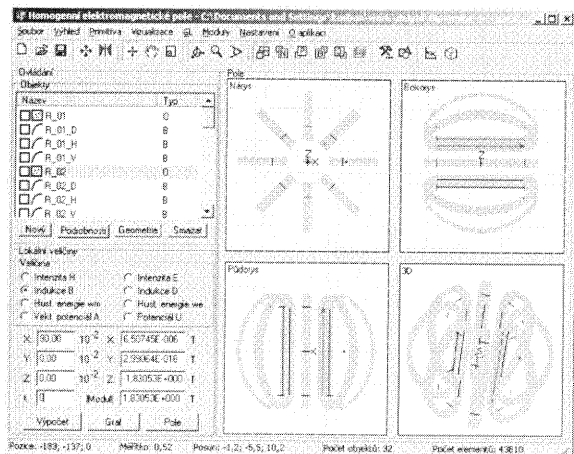 Homogenní elektromagnetické pole - C:\Documents and
Soubor Vyhled Primitiva Vizualizace GL Moduly Nastavení O aplikaci
Ovládání
Objekty
Název Typ
R_01 O
R_01_D B
R_01_H B
R_01_V B
R_02 O
R_02_D B
R_02_H B
R_02_V B
Nový Podrobnosti Geometrie Smazat
Lokální veličiny
Veličina
Intenzita H Intenzita E
Indukce B Indukce D
Hust. energie wm Hust. energie we
Vekt. potenciál A Potenciál U
X: 30.00 10-2 X: 6.50745E-006 T
Y: 0.00 10-2 Y: 2.99064E-018 T
Z: 0.00 10-2 Z: -1.83053E+000 T
t: 0 Modul: 1.83053E+000 T
Výpočet Graf Pole
Pole
Nárys
Z
X
Bokorys
Z
Y
Půdorys
X
3D
Pozice: -183; -137; 0 Měřítko: 0,52 Posun: -1,2; -5,5; 10,2 Počet objektů: 32 Počet elementů: 43810